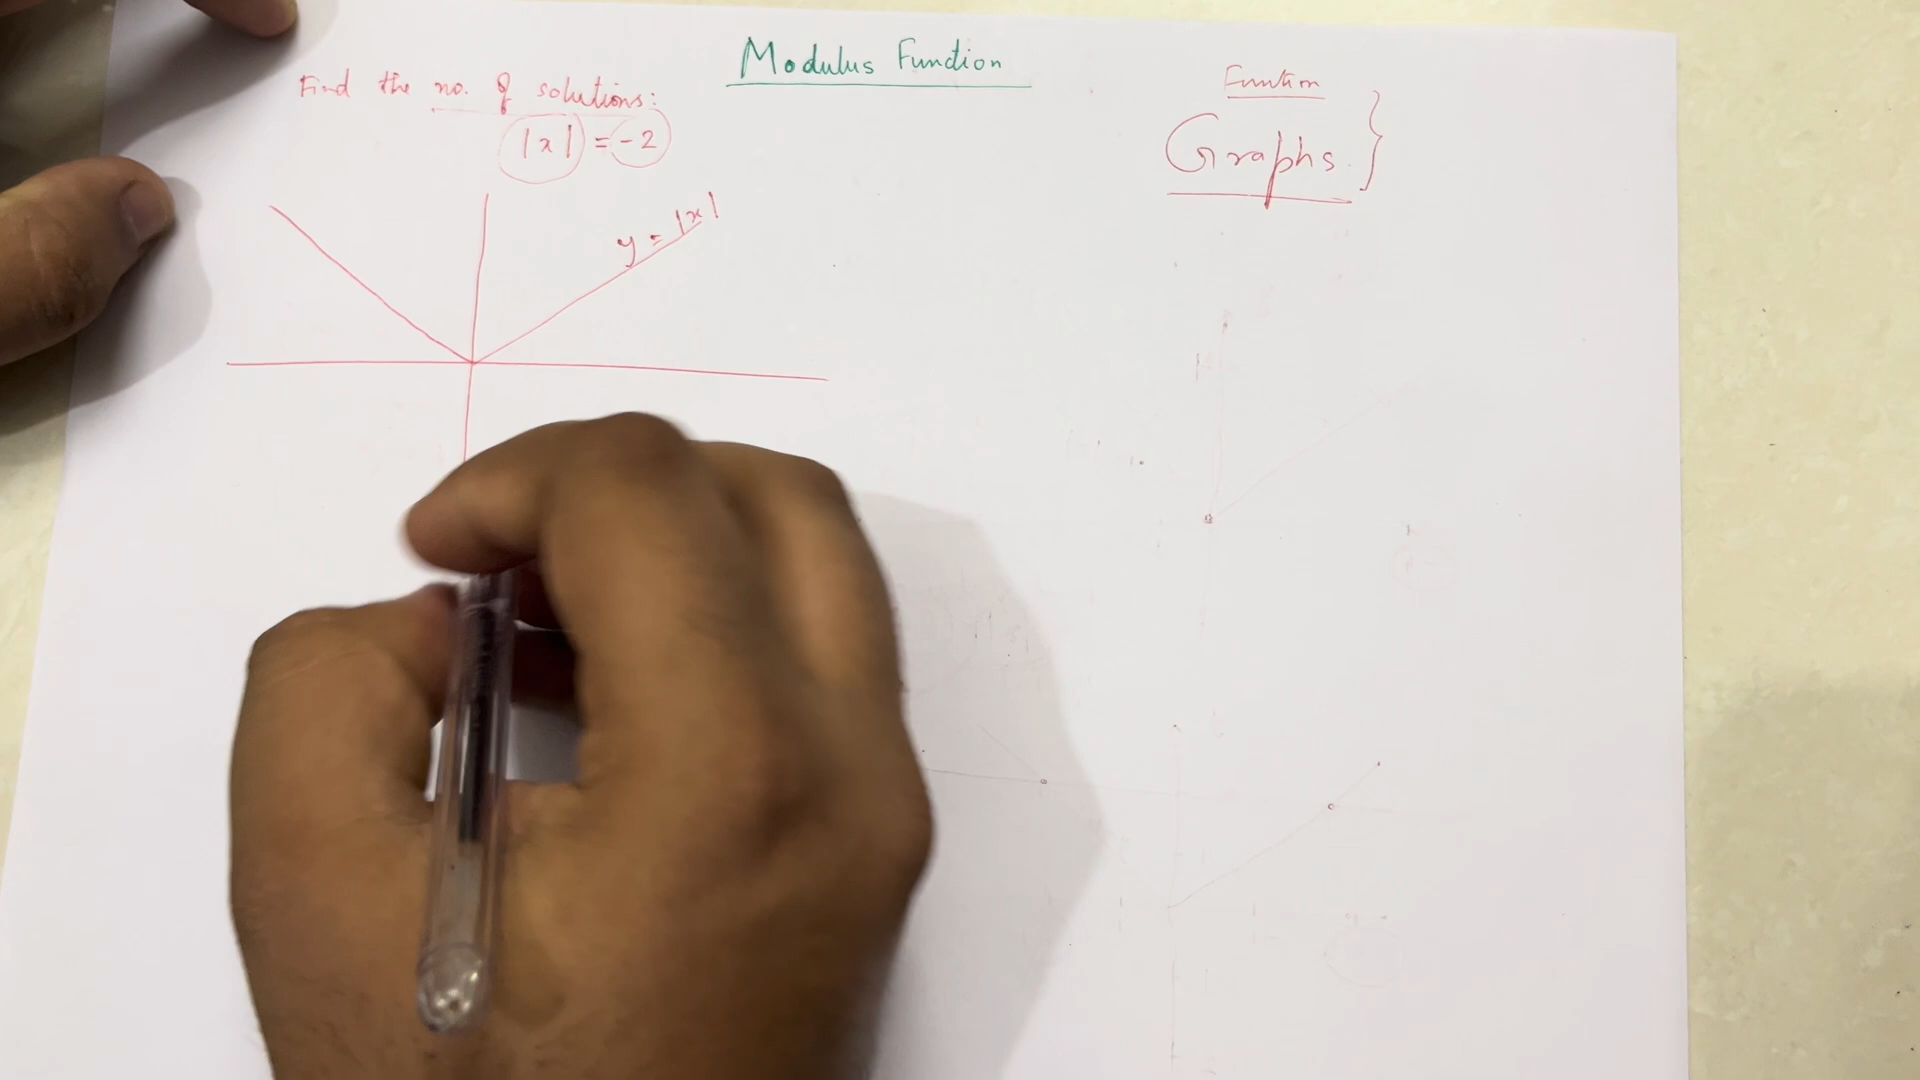 Modulus Function
Find the no. of solutions:
|x| = -2
y = |x|
Function
Graphs.